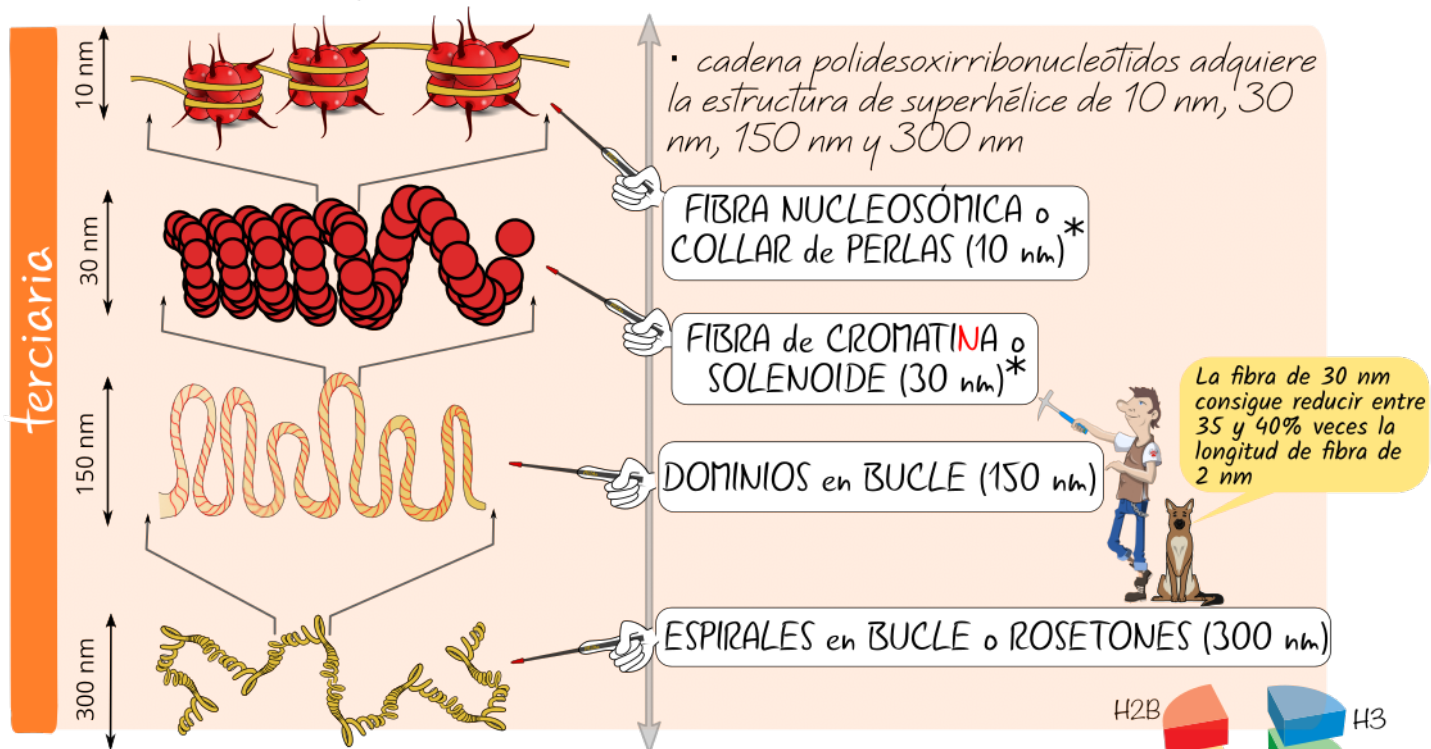 terciaria
10 nm
30 nm
150 nm
300 nm
· cadena polidesoxirribonucleótidos adquiere
la estructura de superhélice de 10 nm, 30
nm, 150 nm y 300 nm
FIBRA NUCLEOSÓMICA o
COLLAR de PERLAS (10 nm)*
FIBRA de CROMATINA o
SOLENOIDE (30 nm)*
La fibra de 30 nm
consigue reducir entre
35 y 40% veces la
longitud de fibra de
2 nm
DOMINIOS en BUCLE (150 nm)
ESPIRALES en BUCLE o ROSETONES (300 nm)
H2B
H3